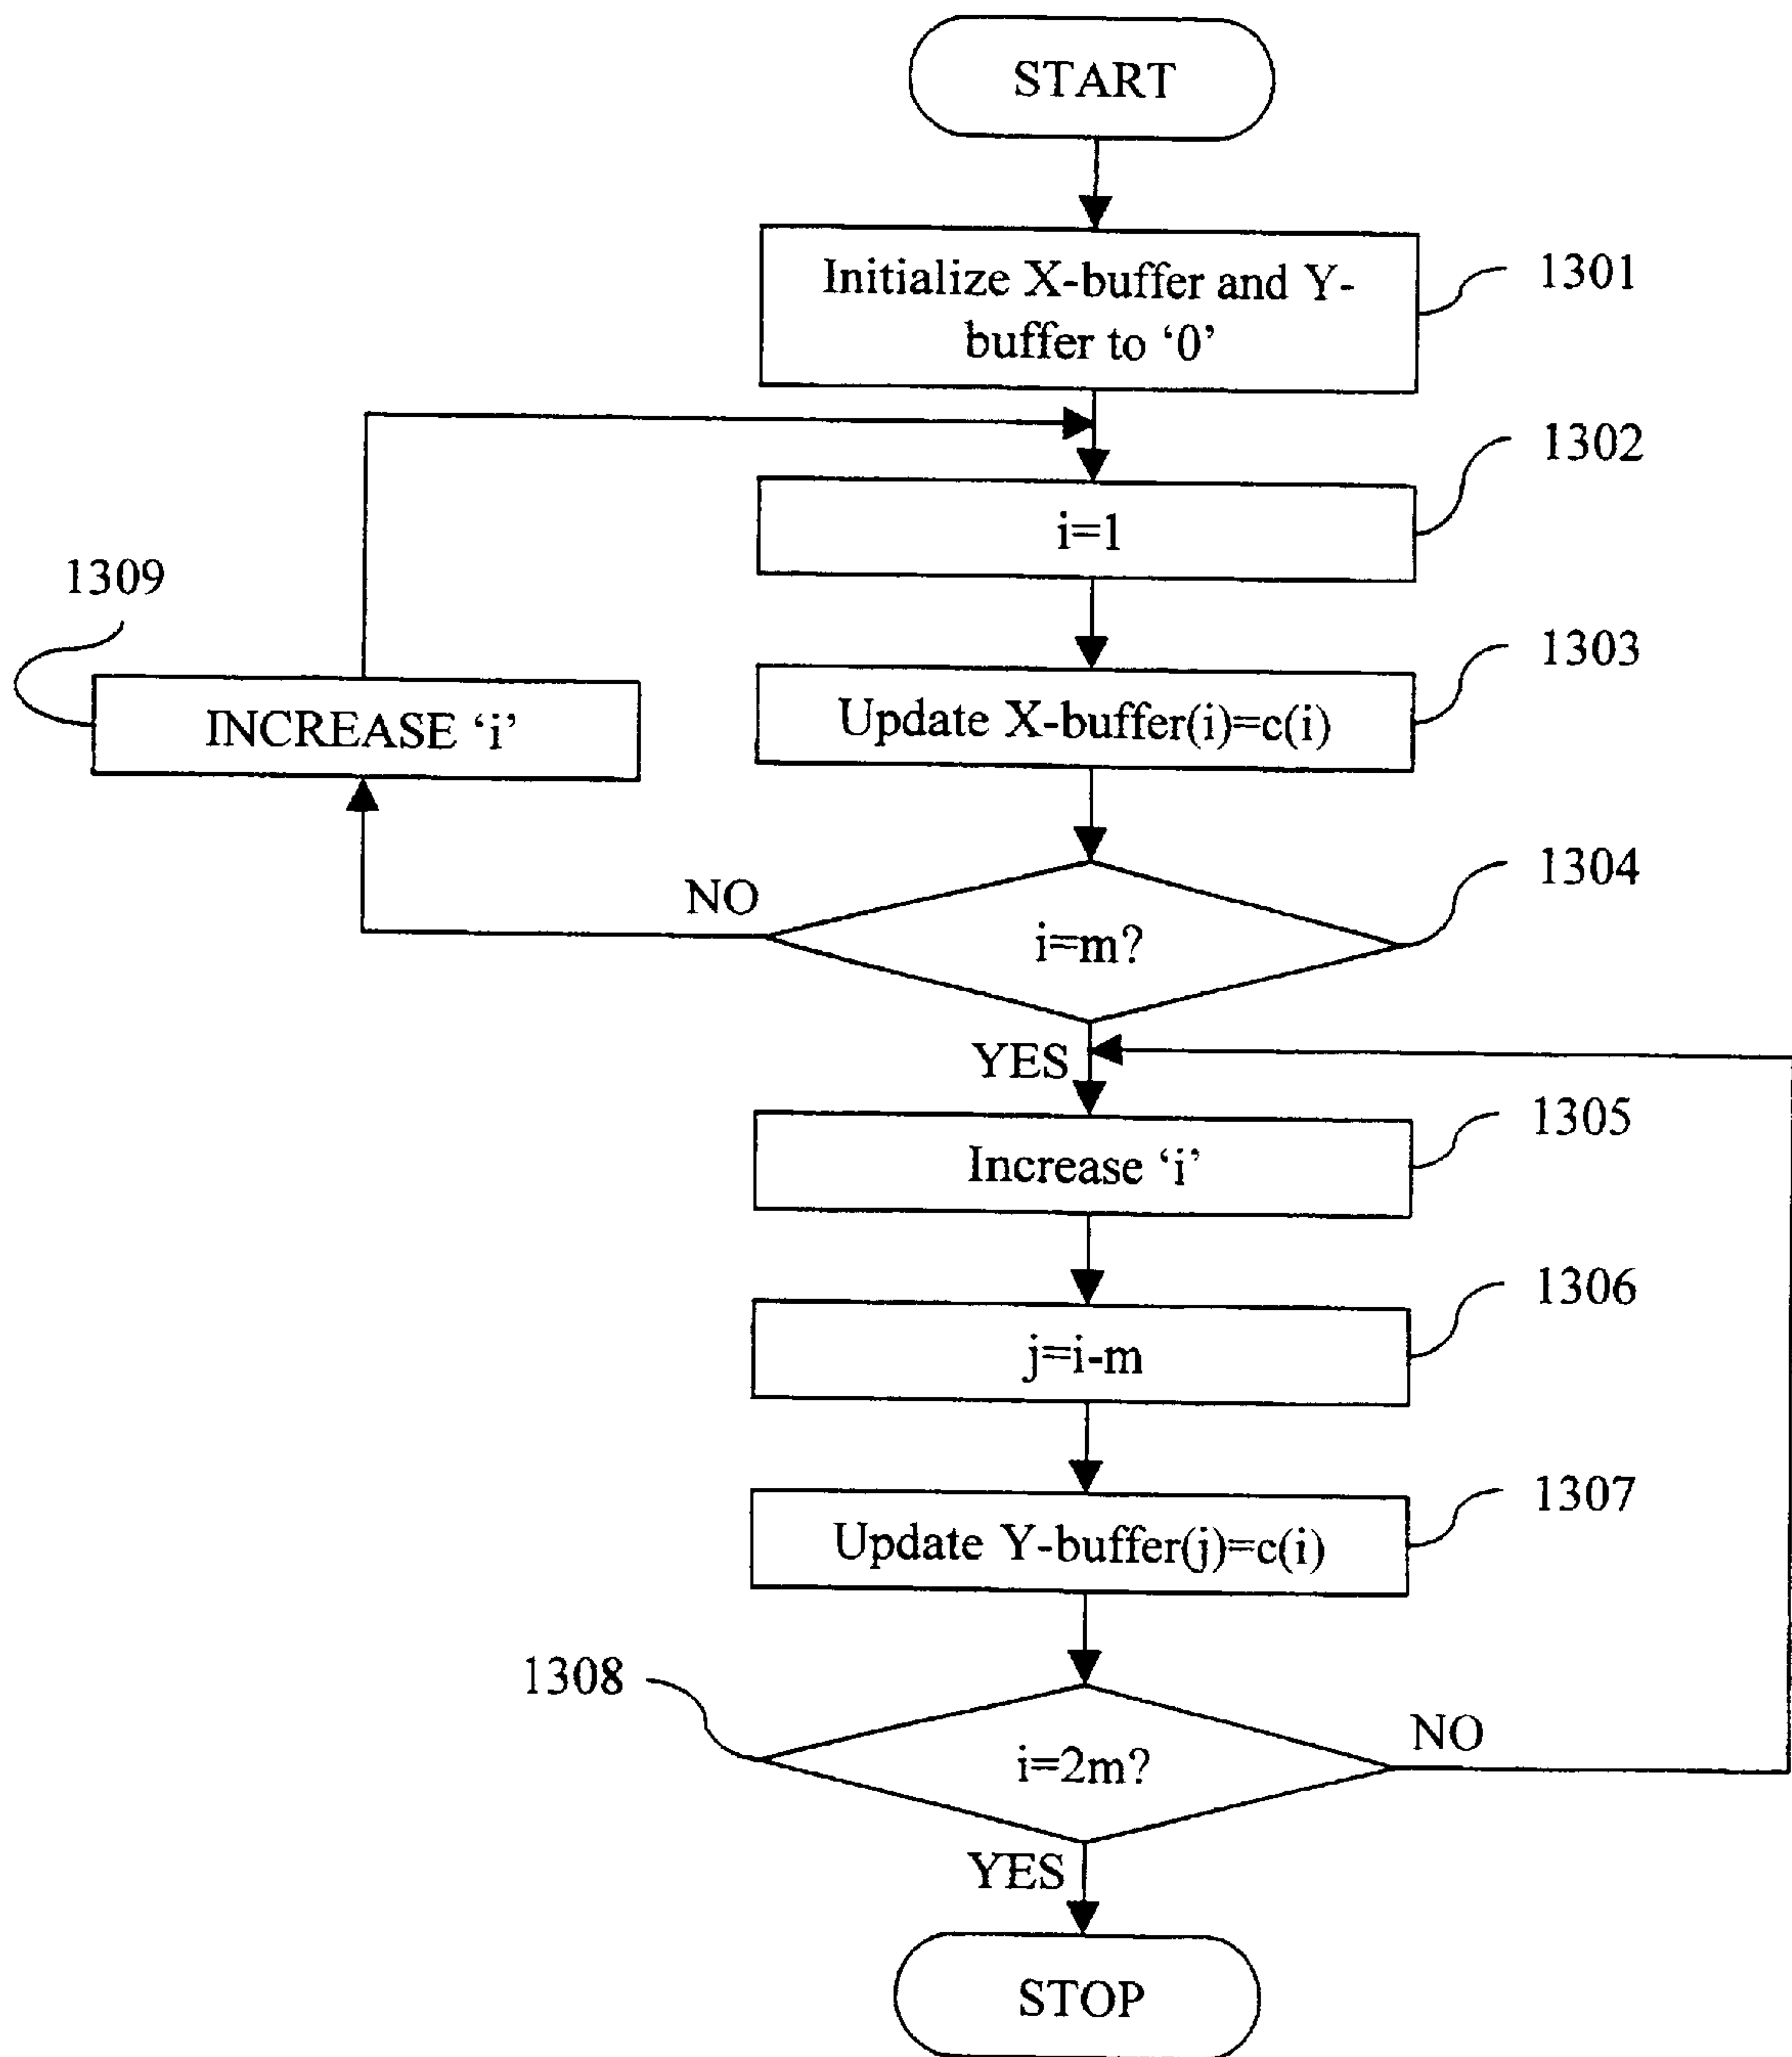 START
Initialize X-buffer and Y-
buffer to ‘0’
1301
1302
i=1
1309
1303
INCREASE ‘i’
Update X-buffer(i)=c(i)
1304
NO
i=m?
YES
1305
Increase ‘i’
1306
j=i-m
1307
Update Y-buffer(j)=c(i)
1308
NO
i=2m?
YES
STOP